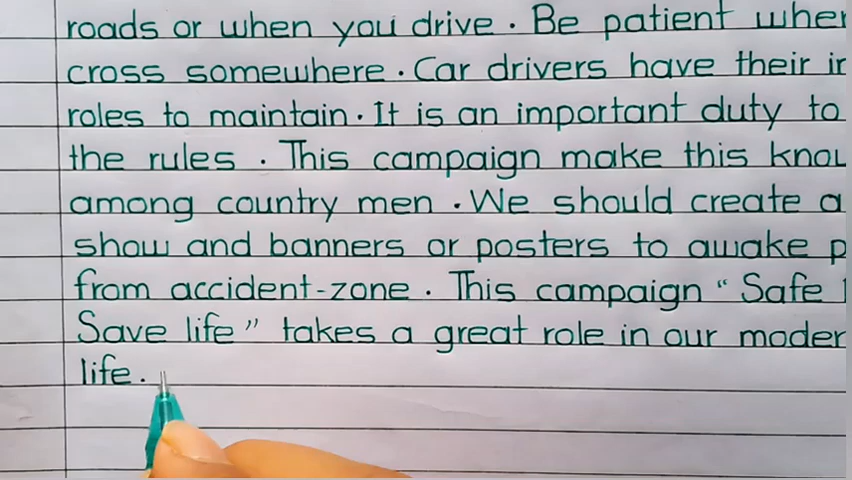 roads or when you drive. Be patient when
cross somewhere. Car drivers have their
roles to maintain. It is an important duty to
the rules. This campaign make this
among country men. We should create a
show and banners or posters to awake
from accident-zone. This campaign "Safe
Save life" takes a great role in our
life.